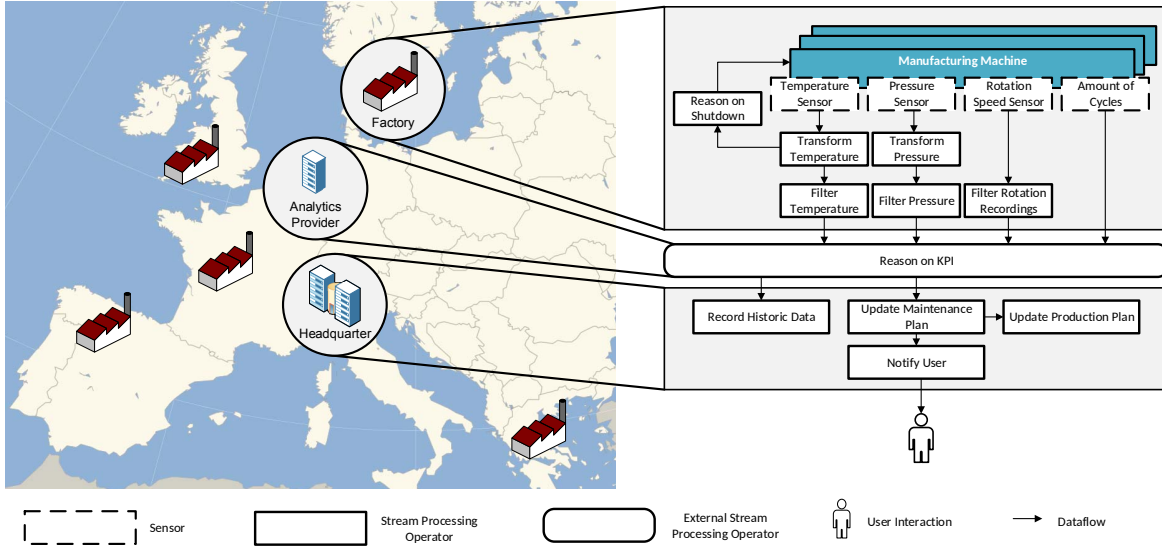 Factory
Analytics
Provider
Headquarter
Manufacturing Machine
Temperature
Sensor
Pressure
Sensor
Rotation
Speed Sensor
Amount of
Cycles
Reason on
Shutdown
Transform
Temperature
Transform
Pressure
Filter
Temperature
Filter Pressure
Filter Rotation
Recordings
Reason on KPI
Record Historic Data
Update Maintenance
Plan
Update Production Plan
Notify User
Sensor
Stream Processing
Operator
External Stream
Processing Operator
User Interaction
Dataflow